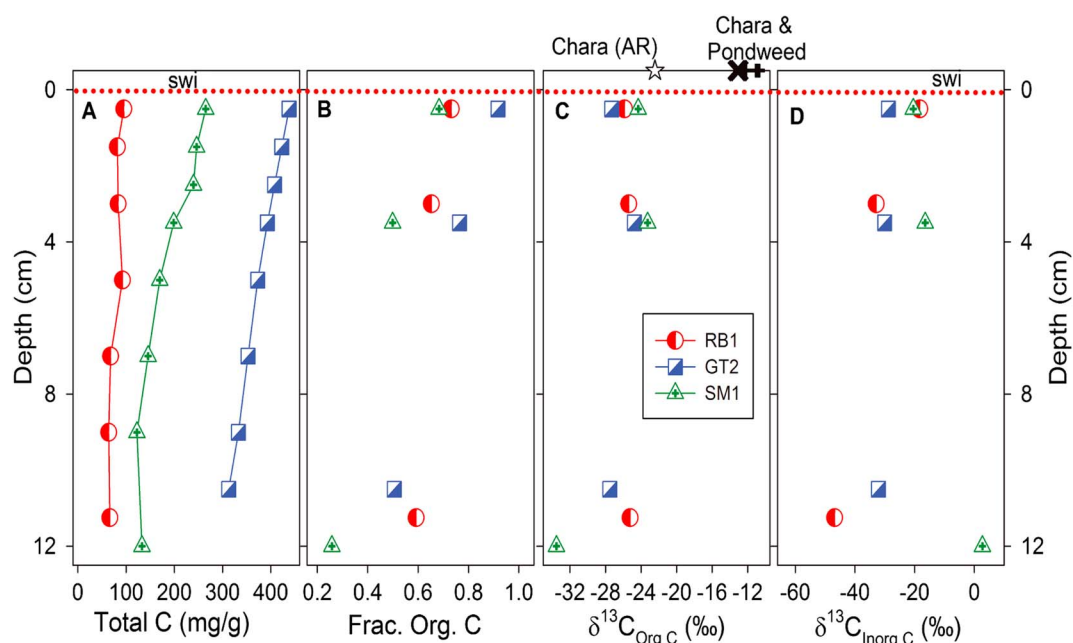 Chara (AR)
Chara &
Pondweed
swi
swi
A
B
C
D
0
4
8
12
0
4
8
12
Depth (cm)
Depth (cm)
RB1
GT2
SM1
0 100 200 300 400
0.2 0.4 0.6 0.8 1.0
-32 -28 -24 -20 -16 -12
-60 -40 -20 0
Total C (mg/g)
Frac. Org. C
δ¹³C_Org C (‰)
δ¹³C_Inorg C (‰)